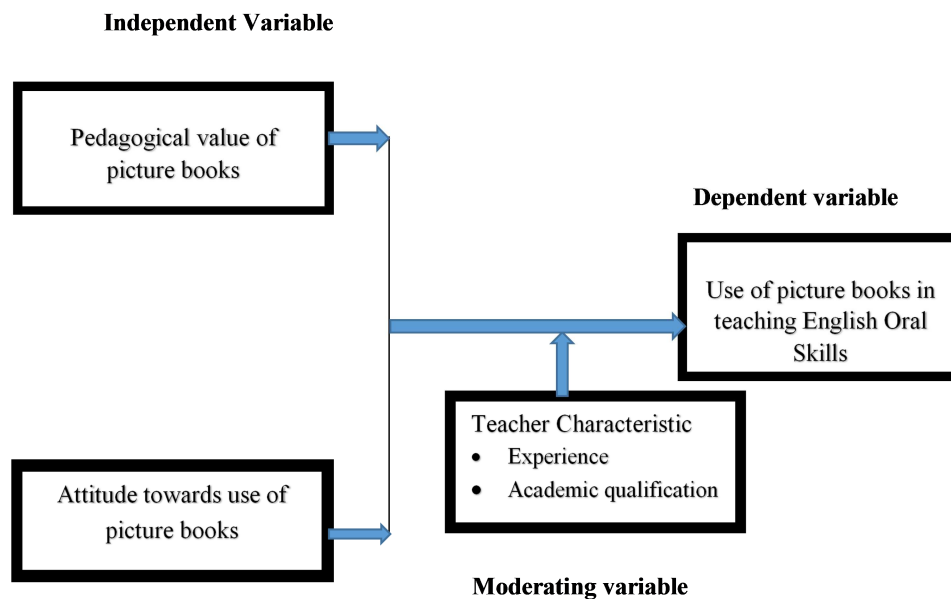 Independent Variable
Pedagogical value of
picture books
Dependent variable
Use of picture books in
teaching English Oral
Skills
Teacher Characteristic
• Experience
• Academic qualification
Attitude towards use of
picture books
Moderating variable